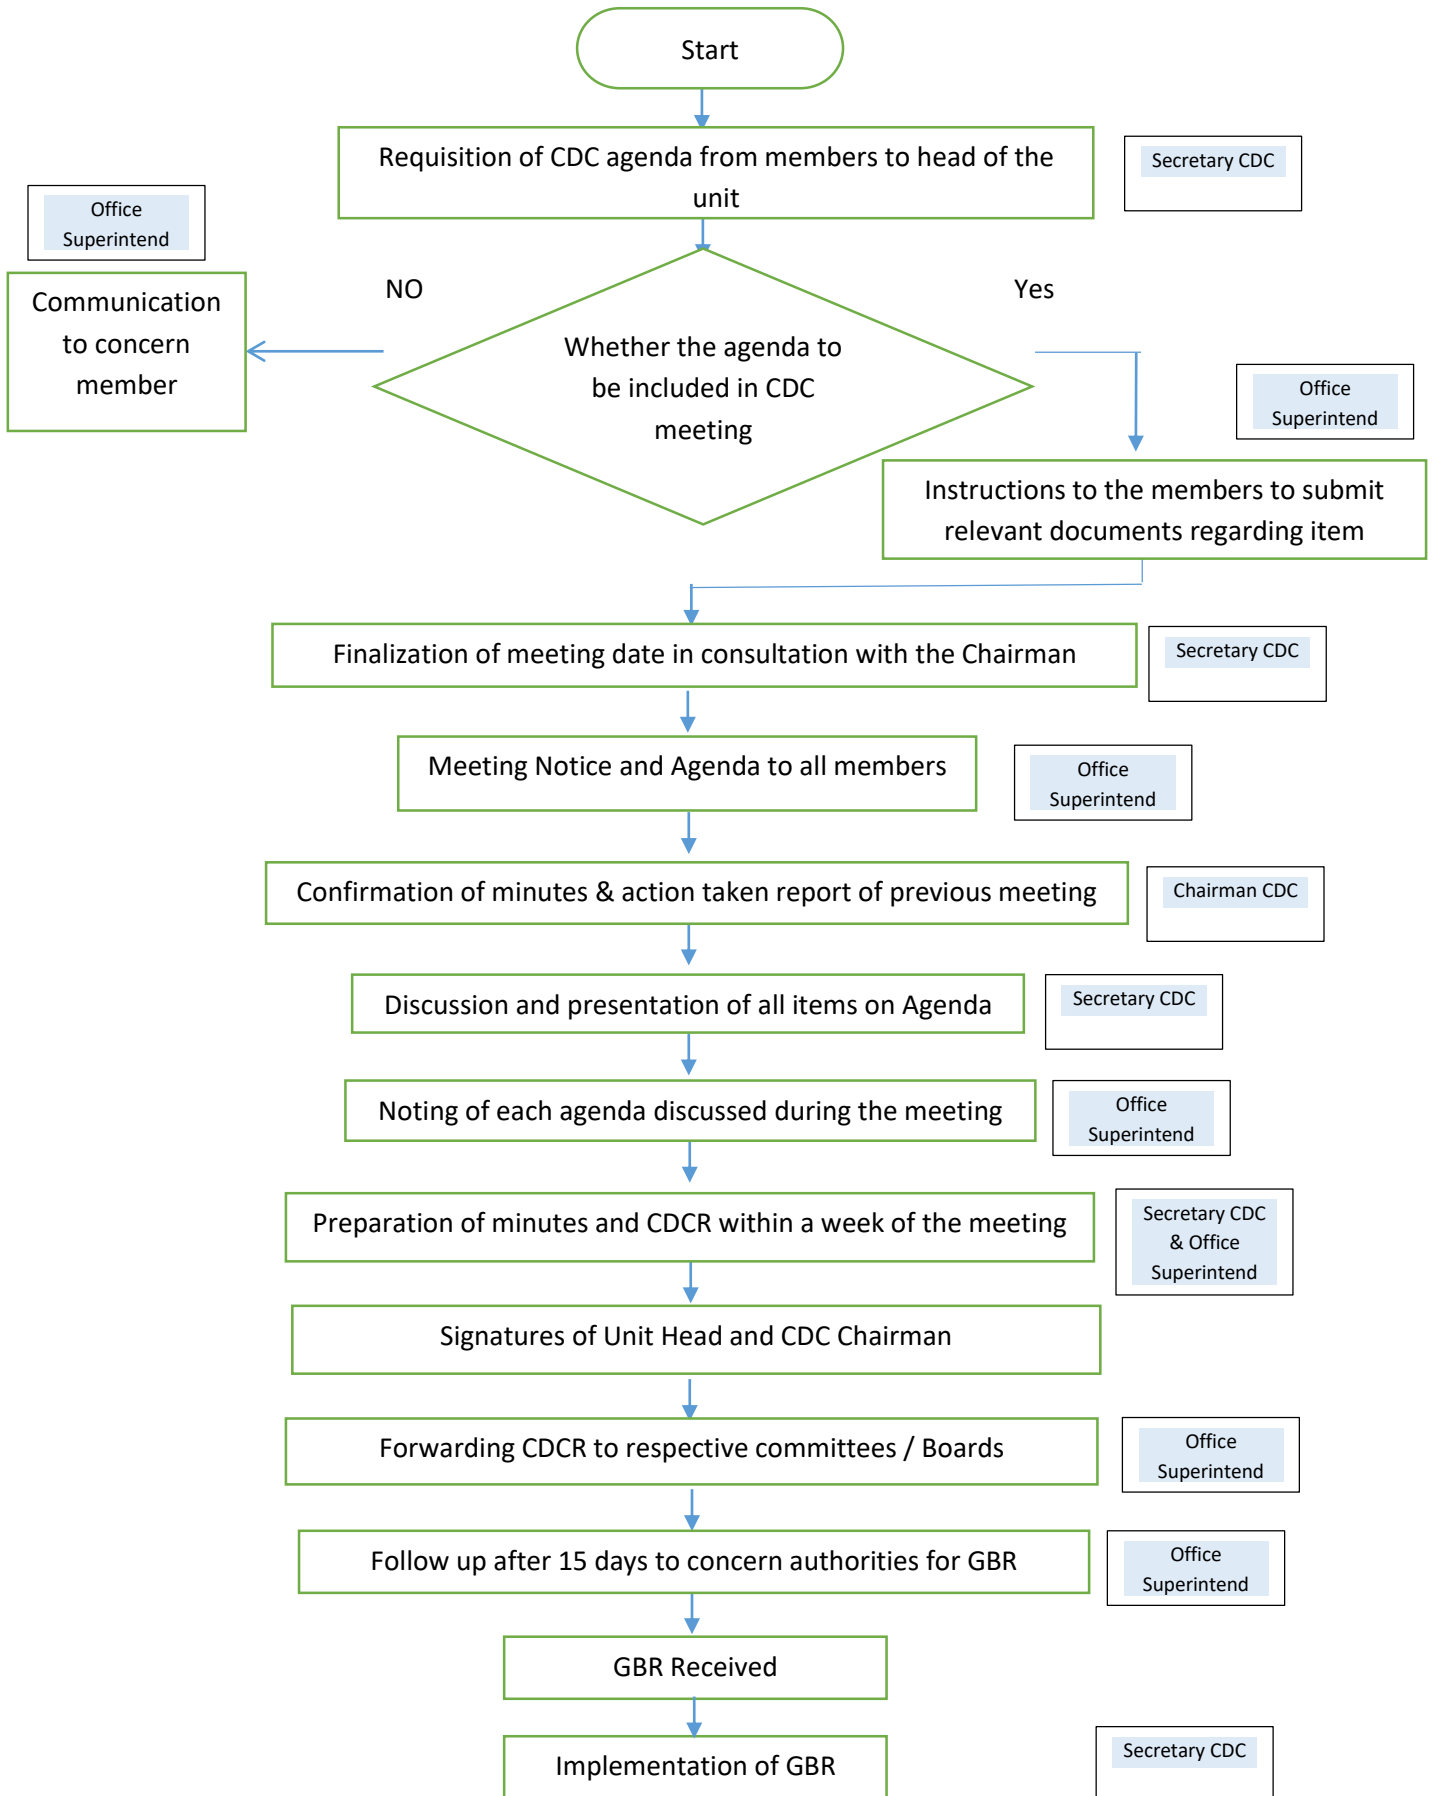 Start
Requisition of CDC agenda from members to head of the
unit
Secretary CDC
Office
Superintend
NO
Yes
Communication
to concern
member
Whether the agenda to
be included in CDC
meeting
Office
Superintend
Instructions to the members to submit
relevant documents regarding item
Finalization of meeting date in consultation with the Chairman
Secretary CDC
Meeting Notice and Agenda to all members
Office
Superintend
Confirmation of minutes & action taken report of previous meeting
Chairman CDC
Discussion and presentation of all items on Agenda
Secretary CDC
Noting of each agenda discussed during the meeting
Office
Superintend
Preparation of minutes and CDCR within a week of the meeting
Secretary CDC
& Office
Superintend
Signatures of Unit Head and CDC Chairman
Forwarding CDCR to respective committees / Boards
Office
Superintend
Follow up after 15 days to concern authorities for GBR
Office
Superintend
GBR Received
Implementation of GBR
Secretary CDC